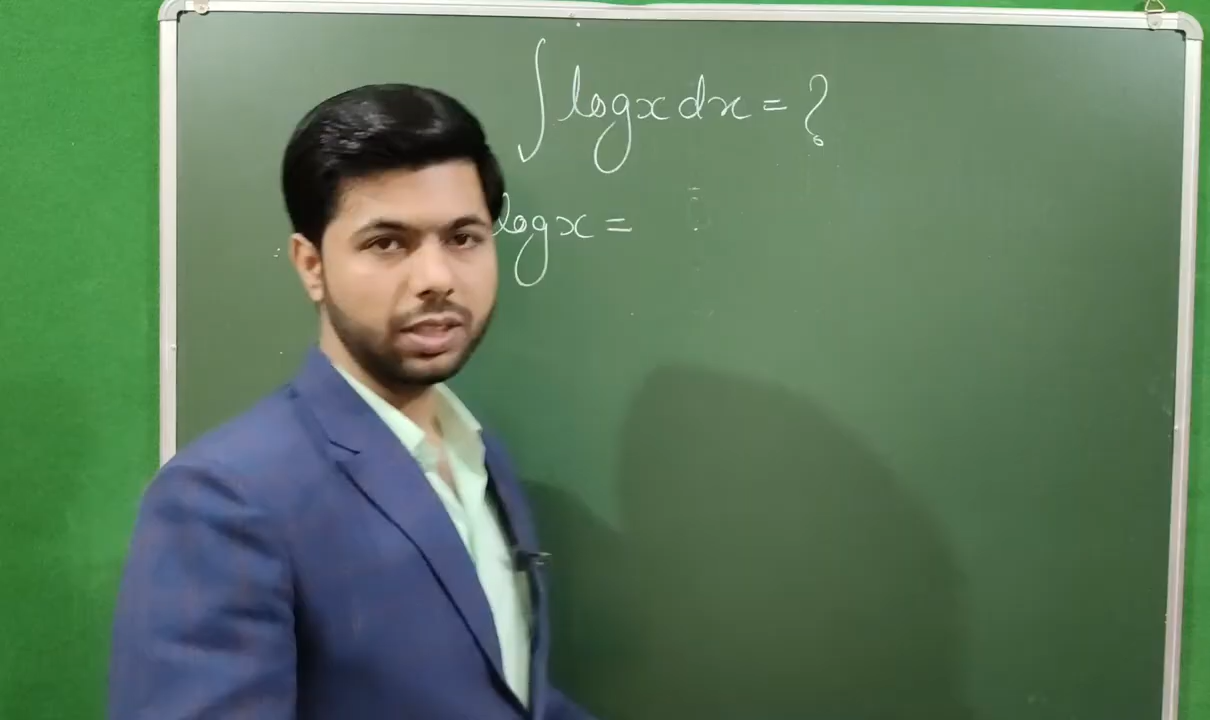 ∫ log x dx = ?
log x =